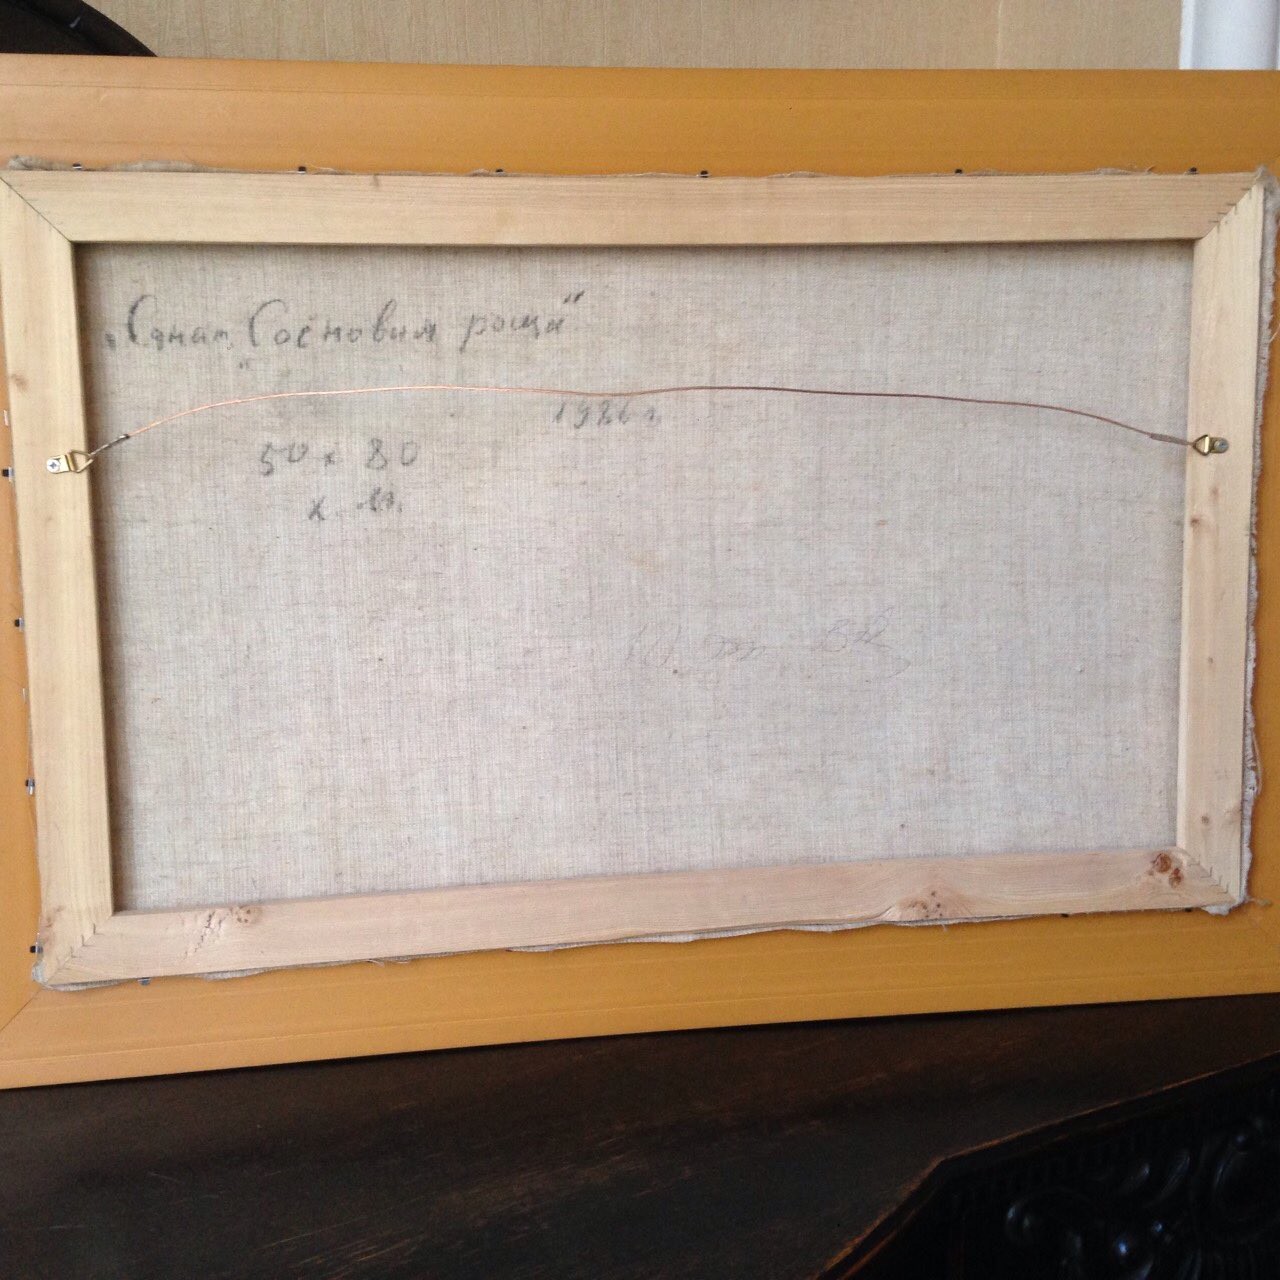 „Санат. Сосновая роща"
1986 г.
50 x 80
х. м.